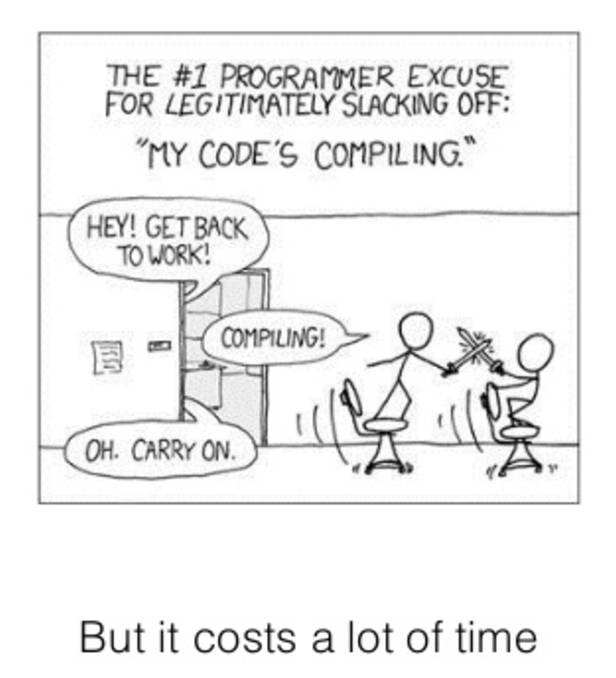 THE #1 PROGRAMMER EXCUSE
FOR LEGITIMATELY SLACKING OFF:
"MY CODE'S COMPILING."
HEY! GET BACK
TO WORK!
COMPILING!
OH. CARRY ON.
But it costs a lot of time